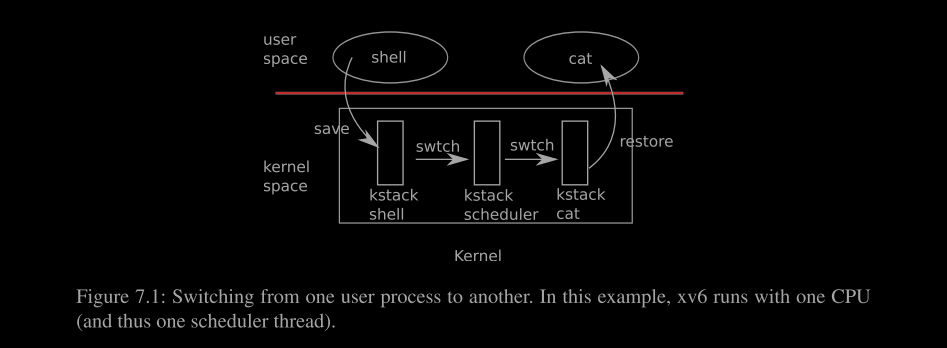 user
space
shell
cat
save
swtch
swtch
restore
kernel
space
kstack
shell
kstack
scheduler
kstack
cat
Kernel
Figure 7.1: Switching from one user process to another. In this example, xv6 runs with one CPU
(and thus one scheduler thread).